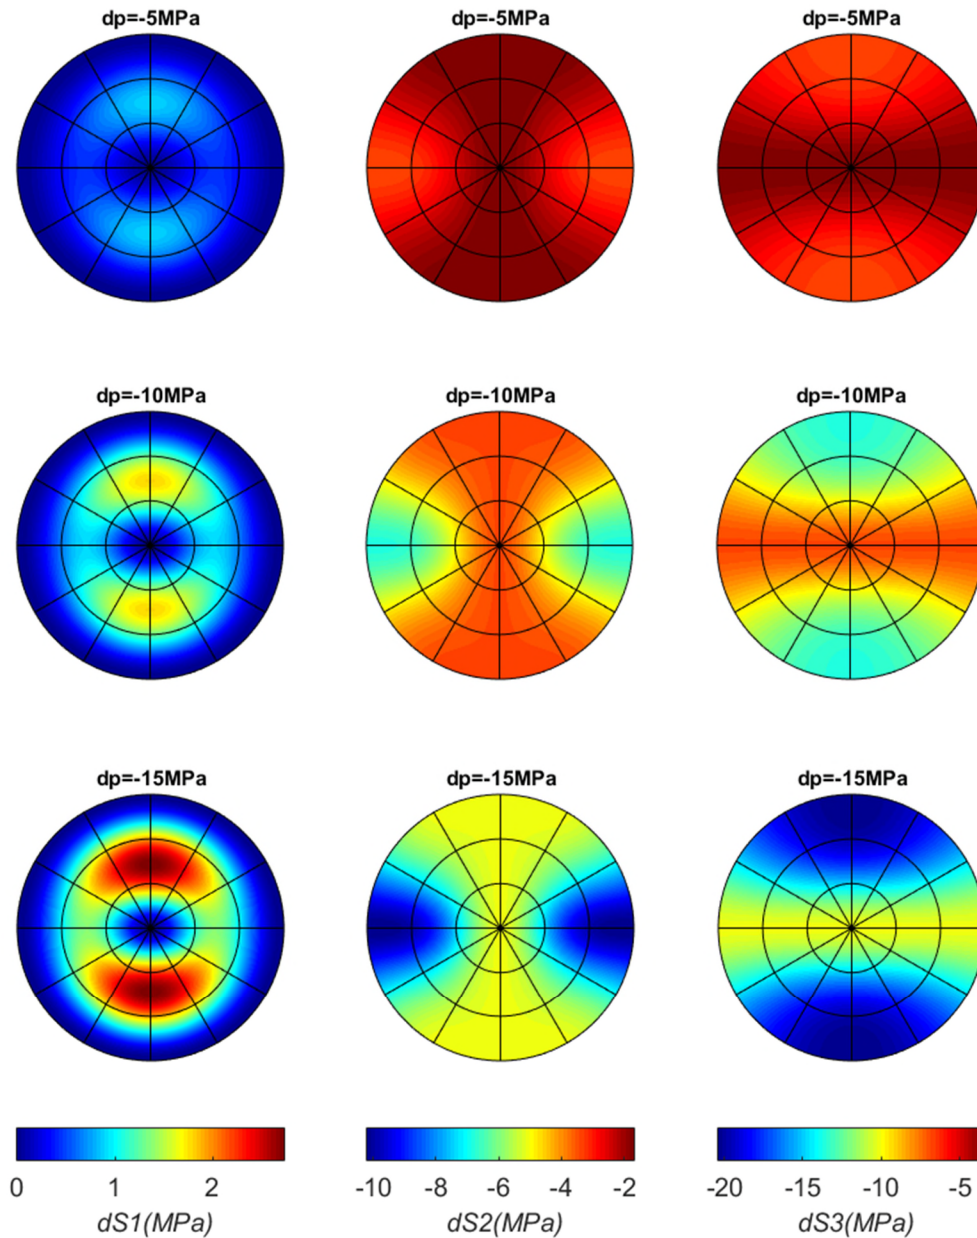 dp=-5MPa dp=-5MPa dp=-5MPa
dp=-10MPa dp=-10MPa dp=-10MPa
dp=-15MPa dp=-15MPa dp=-15MPa
0 1 2 -10 -8 -6 -4 -2 -20 -15 -10 -5
dS1(MPa) dS2(MPa) dS3(MPa)